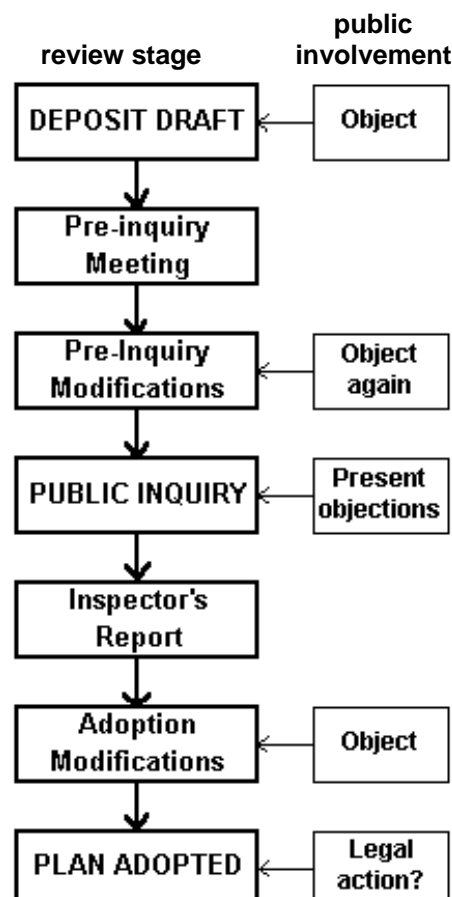 public
review stage involvement
DEPOSIT DRAFT Object
Pre-inquiry
Meeting
Pre-Inquiry Object
Modifications again
PUBLIC INQUIRY Present
objections
Inspector's
Report
Adoption Object
Modifications
PLAN ADOPTED Legal
action?